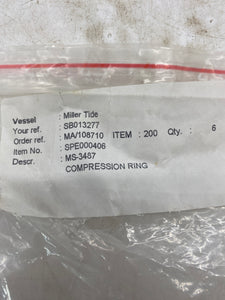 Vessel : Miller Tide
Your ref. : SB013277
Order ref. : MA/108710 ITEM : 200 Qty. : 6
Item No. : SPE000406
Descr. : MS-3487
COMPRESSION RING